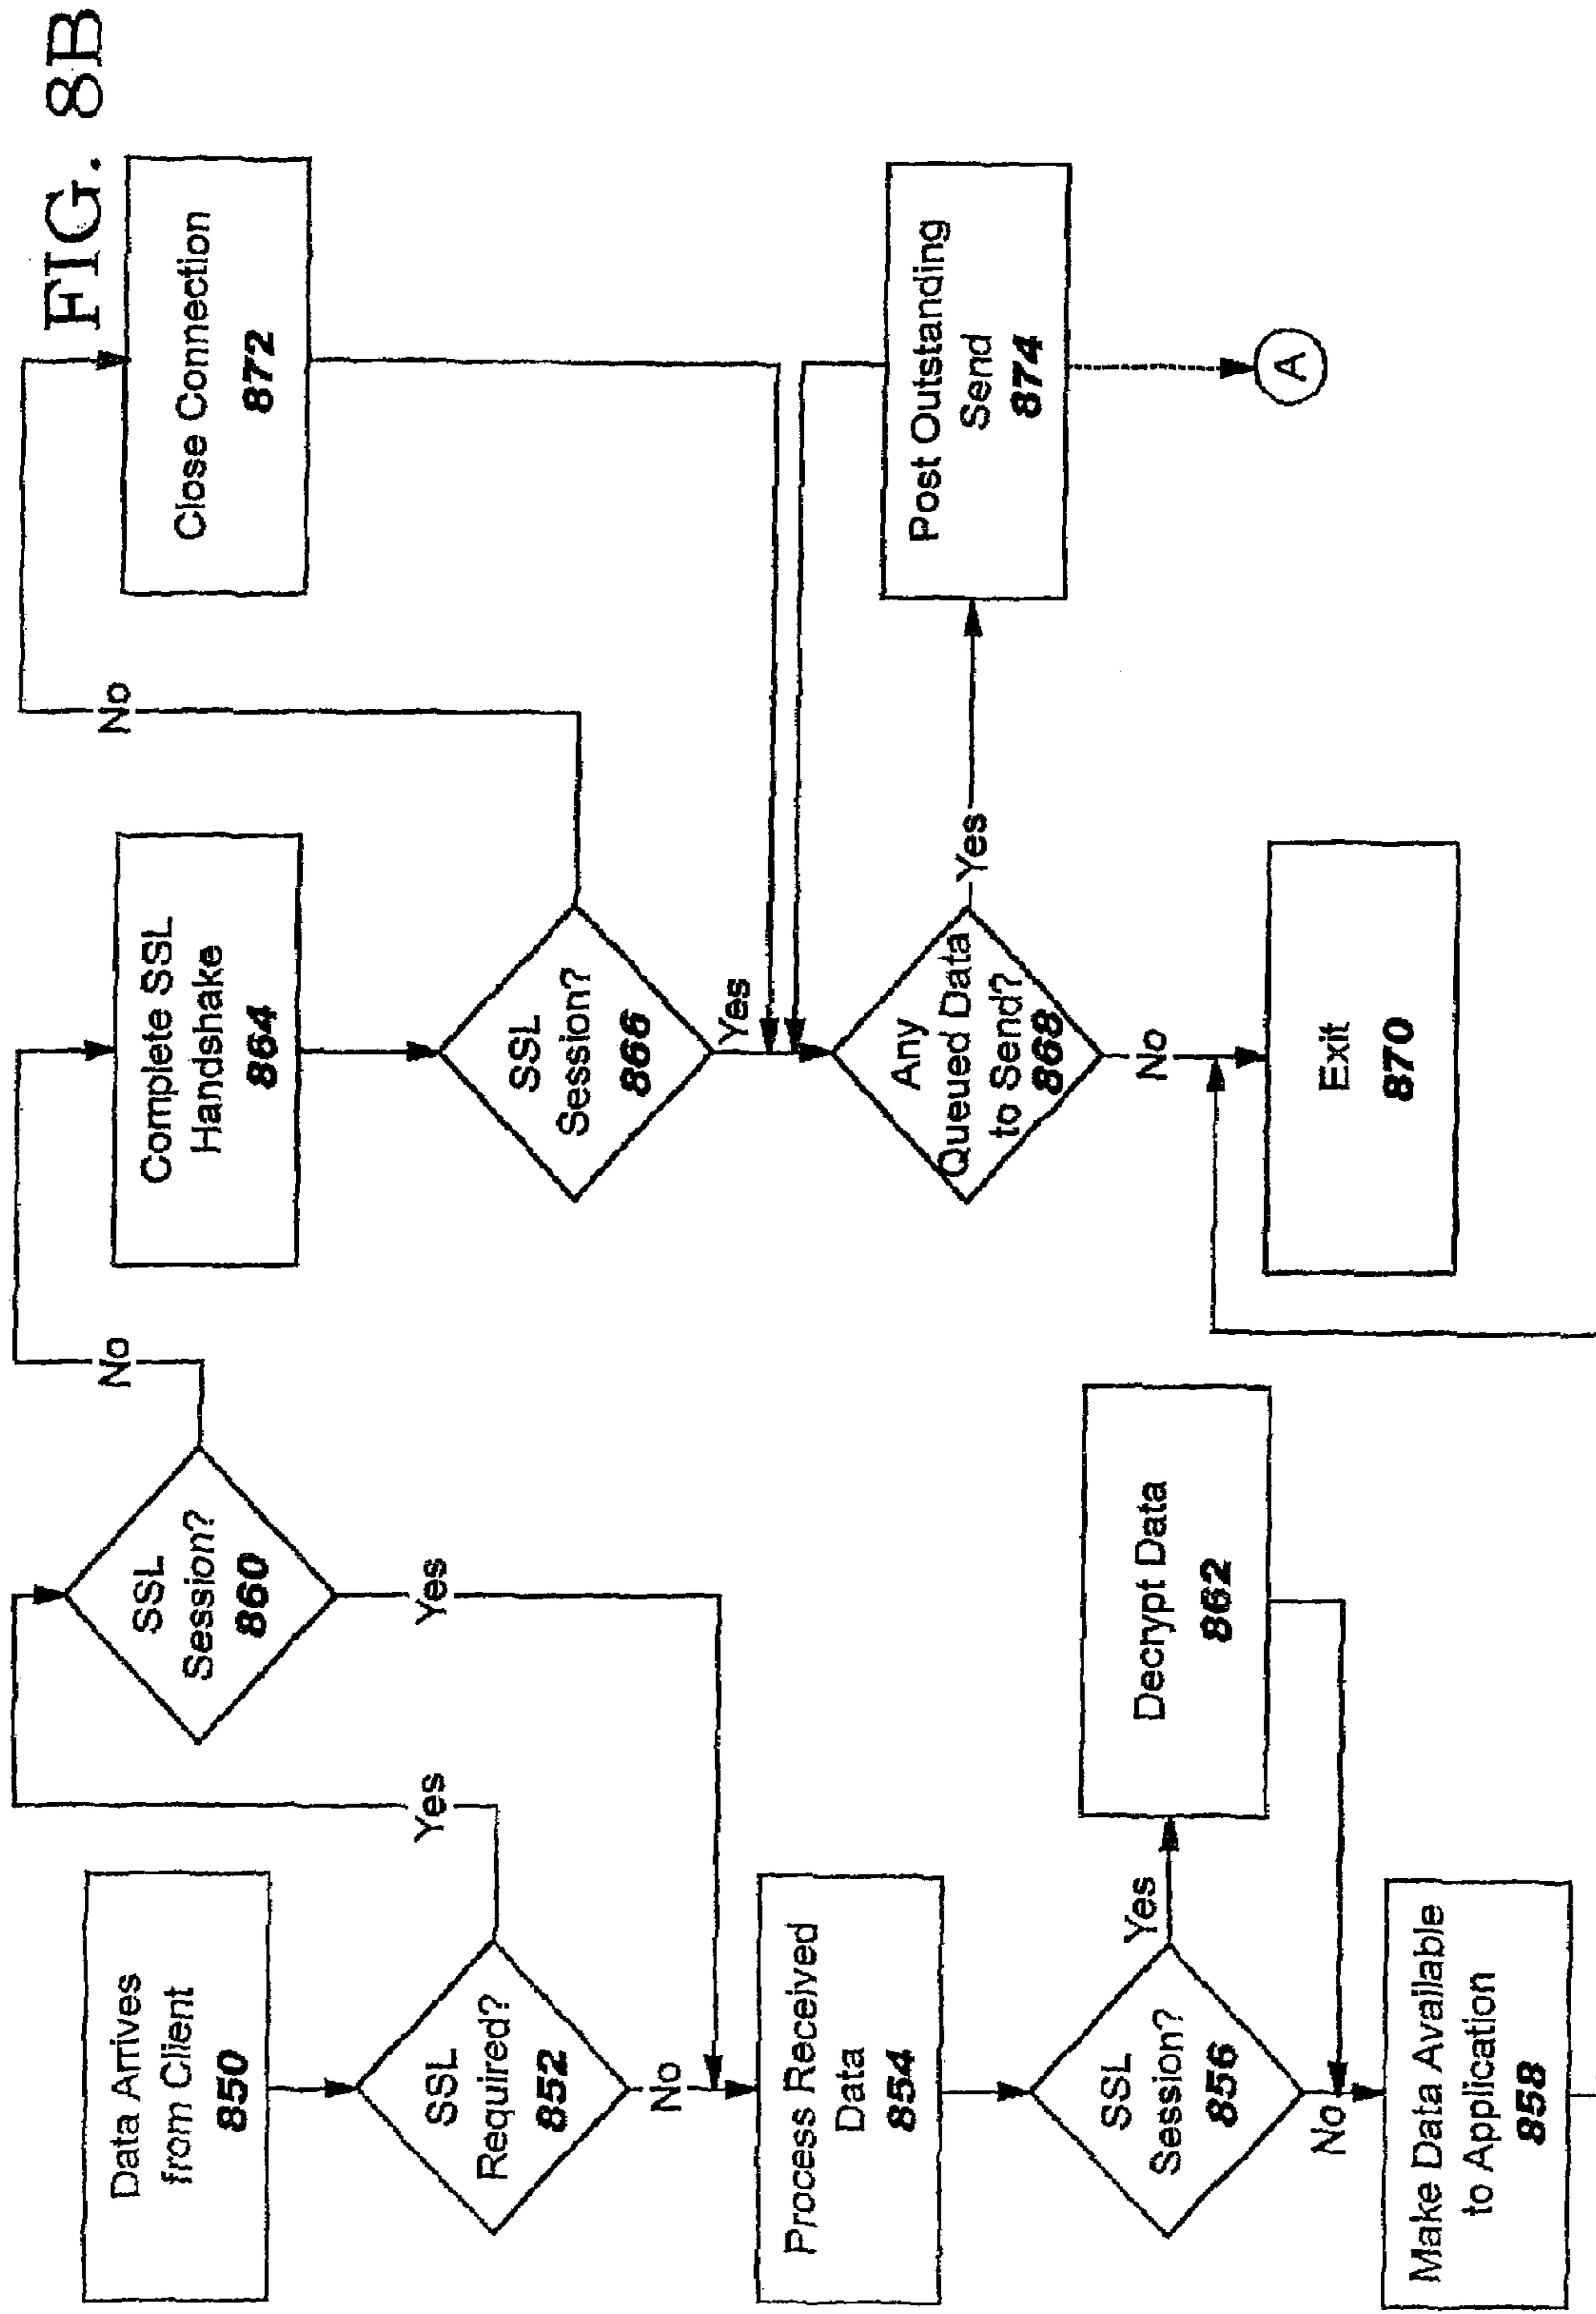 FIG. 8B
Data Arrives
from Client
850
SSL
Required?
852
Yes
No
Process Received
Data
854
SSL
Session?
856
Yes
No
Make Data Available
to Application
858
SSL
Session?
860
No
Yes
Decrypt Data
862
Complete SSL
Handshake
864
SSL
Session?
866
No
Yes
Any
Queued Data
to Send?
868
Yes
No
Exit
870
Close Connection
872
Post Outstanding
Send
874
A